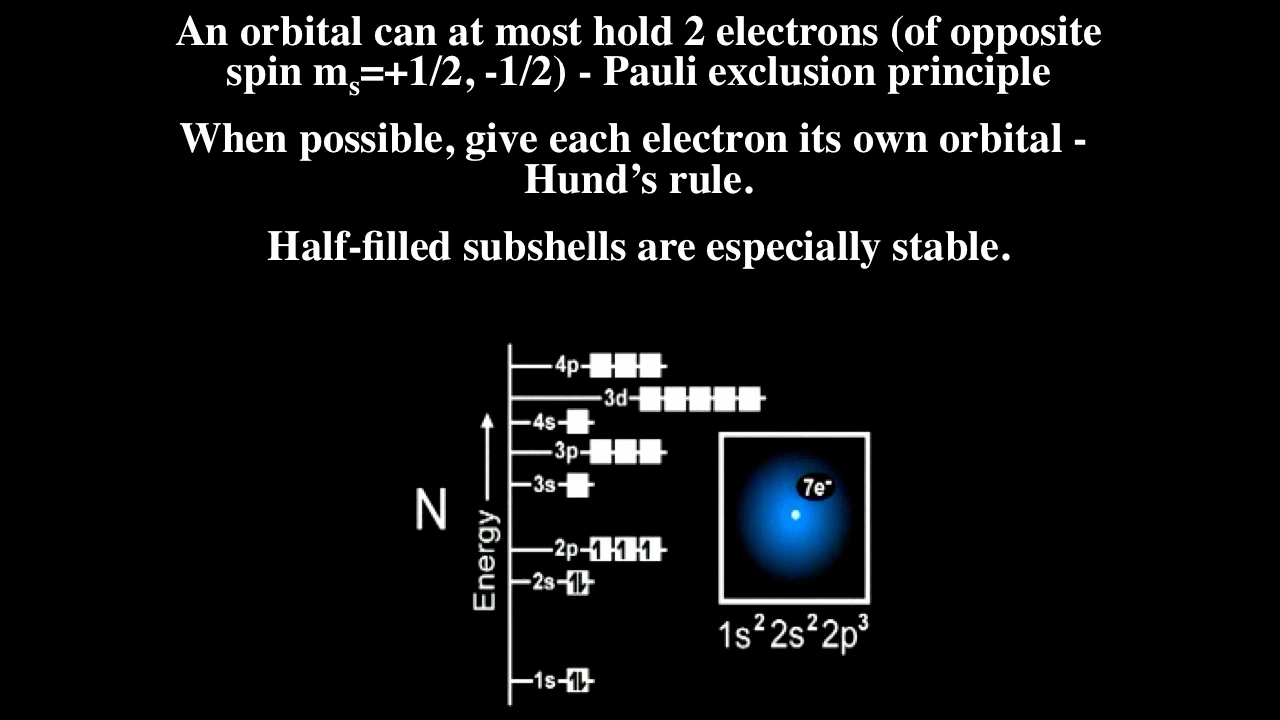 An orbital can at most hold 2 electrons (of opposite
spin mₛ=+1/2, -1/2) - Pauli exclusion principle
When possible, give each electron its own orbital -
Hund’s rule.
Half-filled subshells are especially stable.
4p
3d
4s
3p
3s
2p
2s
1s
N
Energy
7e⁻
1s² 2s² 2p³